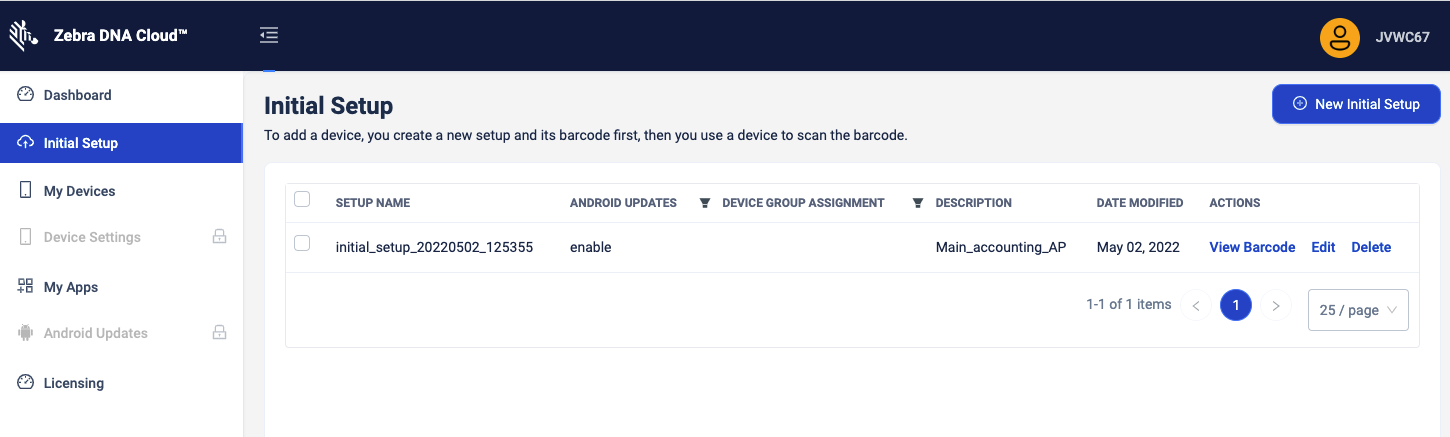 Zebra DNA Cloud™
JVWC67
Dashboard
Initial Setup
My Devices
Device Settings
My Apps
Android Updates
Licensing
Initial Setup
New Initial Setup
To add a device, you create a new setup and its barcode first, then you use a device to scan the barcode.
SETUP NAME ANDROID UPDATES DEVICE GROUP ASSIGNMENT DESCRIPTION DATE MODIFIED ACTIONS
initial_setup_20220502_125355 enable Main_accounting_AP May 02, 2022 View Barcode Edit Delete
1-1 of 1 items < 1 > 25 / page